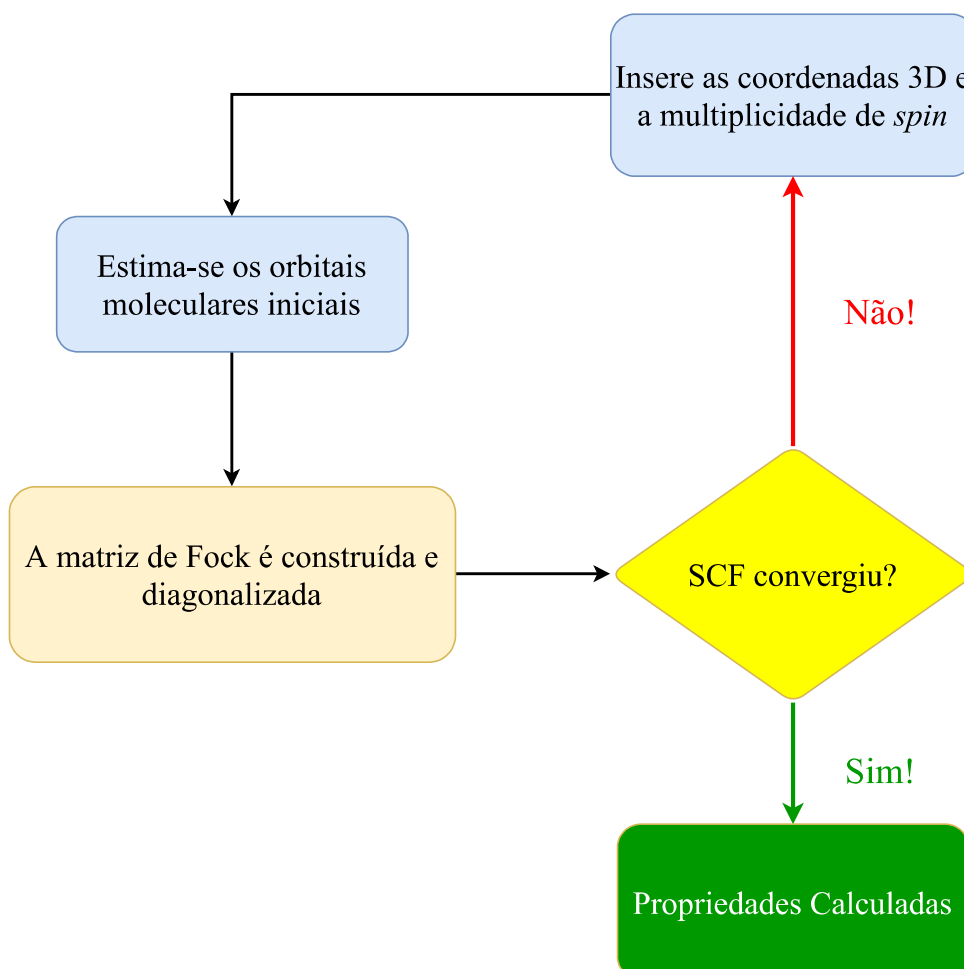 Insere as coordenadas 3D e
a multiplicidade de spin
Estima-se os orbitais
moleculares iniciais
Não!
A matriz de Fock é construída e
diagonalizada
SCF convergiu?
Sim!
Propriedades Calculadas